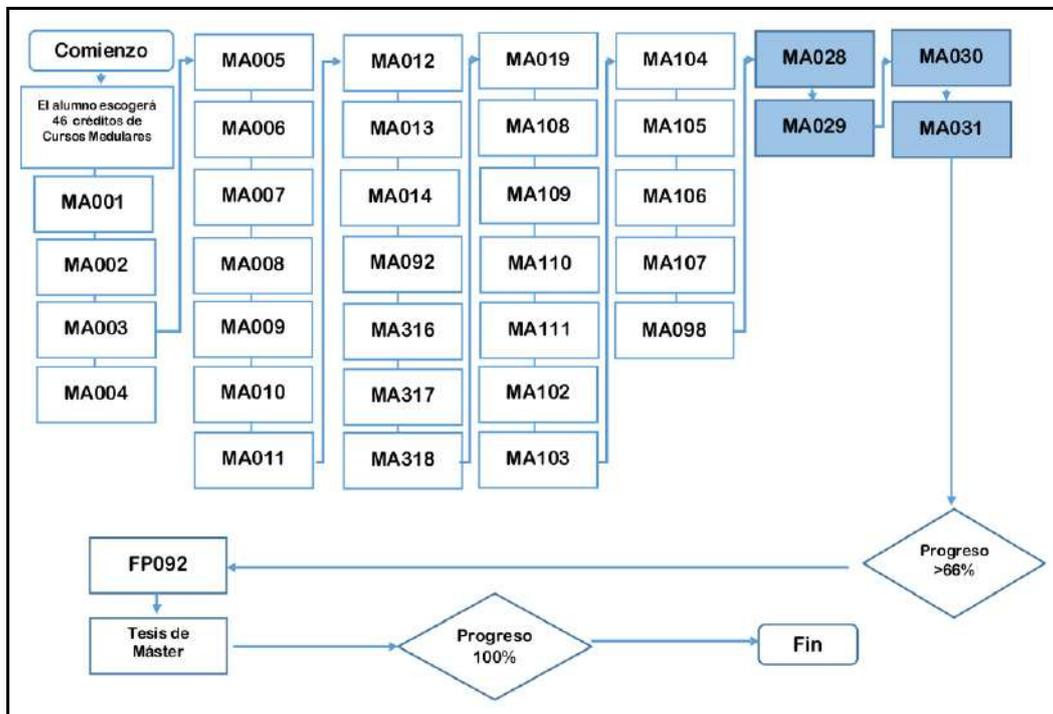 Comienzo
El alumno escogerá
46 créditos de
Cursos Medulares
MA001
MA002
MA003
MA004
MA005
MA006
MA007
MA008
MA009
MA010
MA011
MA012
MA013
MA014
MA092
MA316
MA317
MA318
MA019
MA108
MA109
MA110
MA111
MA102
MA103
MA104
MA105
MA106
MA107
MA098
MA028
MA029
MA030
MA031
Progreso
>66%
FP092
Tesis de
Máster
Progreso
100%
Fin